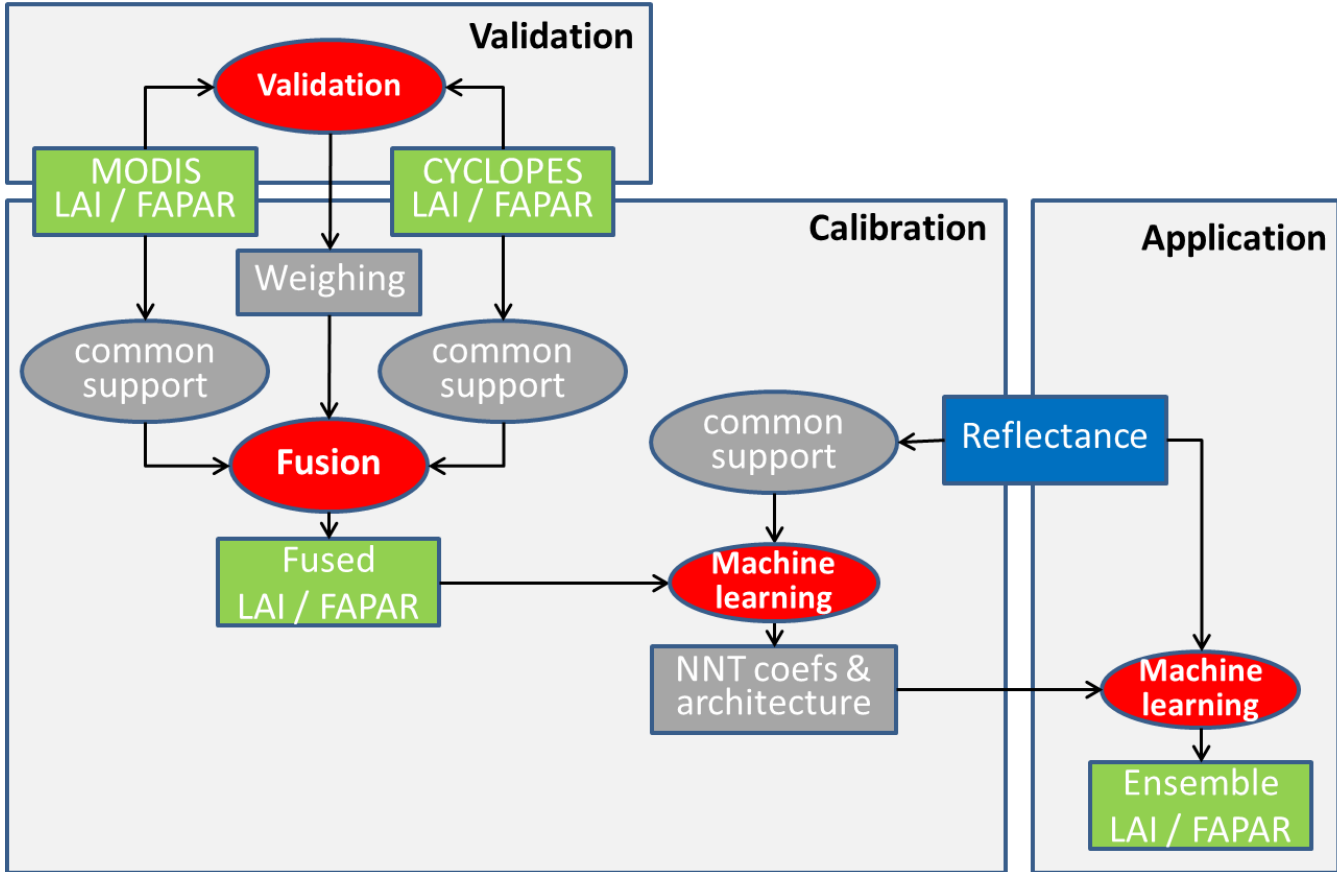 Validation
Validation
MODIS
LAI / FAPAR
CYCLOPES
LAI / FAPAR
Calibration
Application
Weighing
common
support
common
support
common
support
Reflectance
Fusion
Fused
LAI / FAPAR
Machine
learning
NNT coefs &
architecture
Machine
learning
Ensemble
LAI / FAPAR